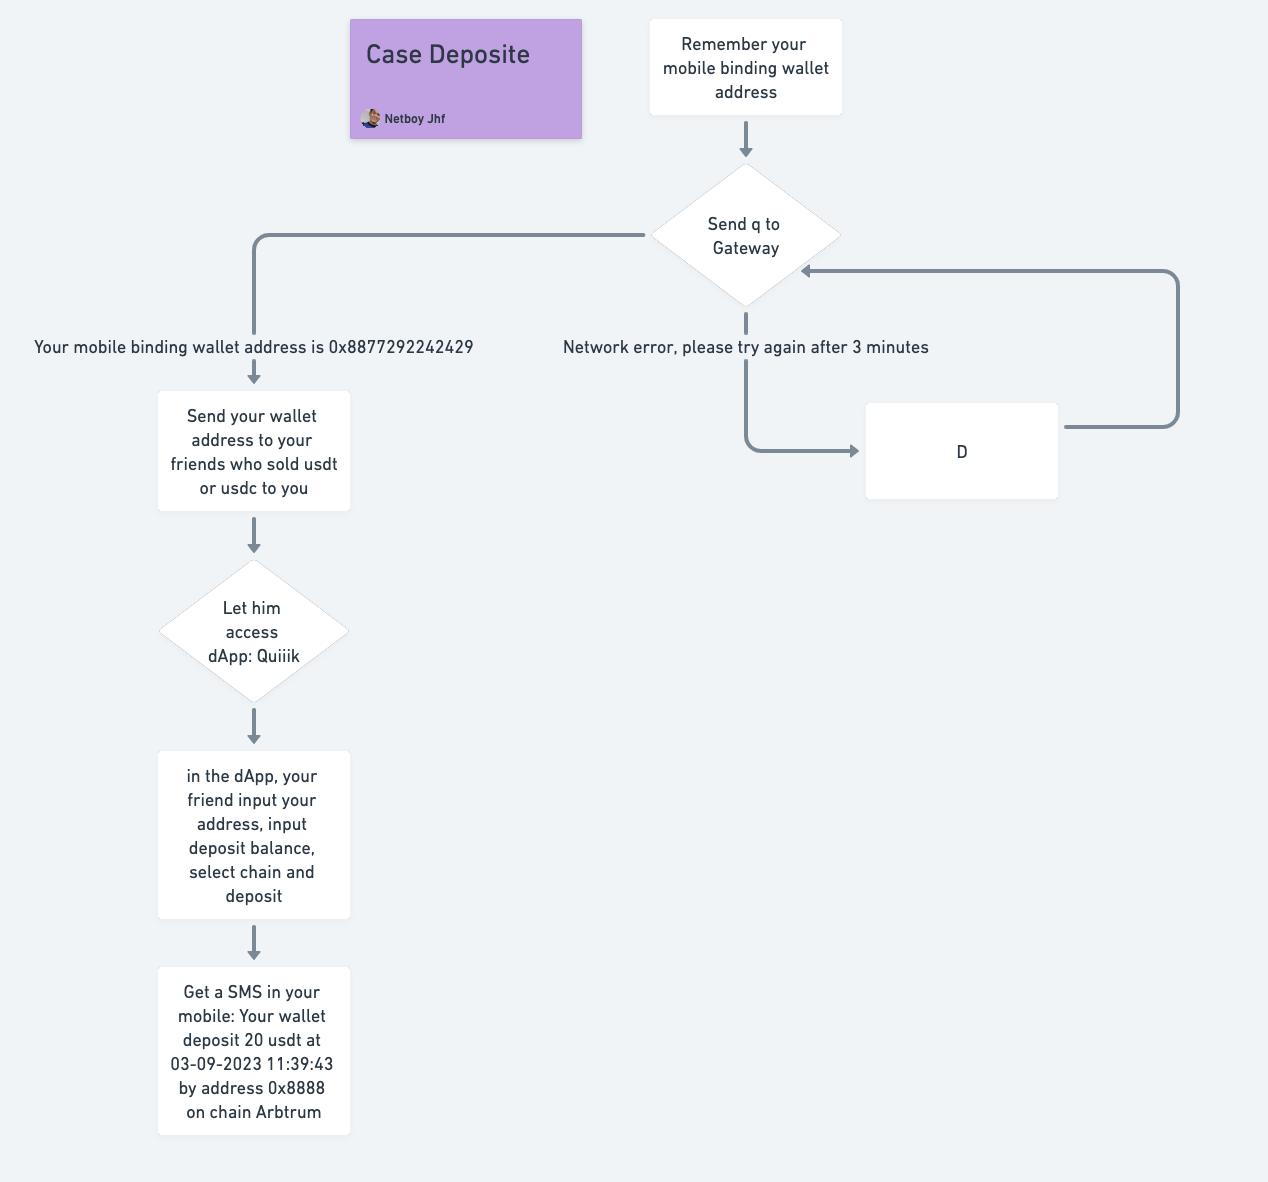 Case Deposite
Netboy Jhf
Remember your
mobile binding wallet
address
Send q to
Gateway
Your mobile binding wallet address is 0x8877292242429
Network error, please try again after 3 minutes
Send your wallet
address to your
friends who sold usdt
or usdc to you
D
Let him
access
dApp: Quiiik
in the dApp, your
friend input your
address, input
deposit balance,
select chain and
deposit
Get a SMS in your
mobile: Your wallet
deposit 20 usdt at
03-09-2023 11:39:43
by address 0x8888
on chain Arbtrum